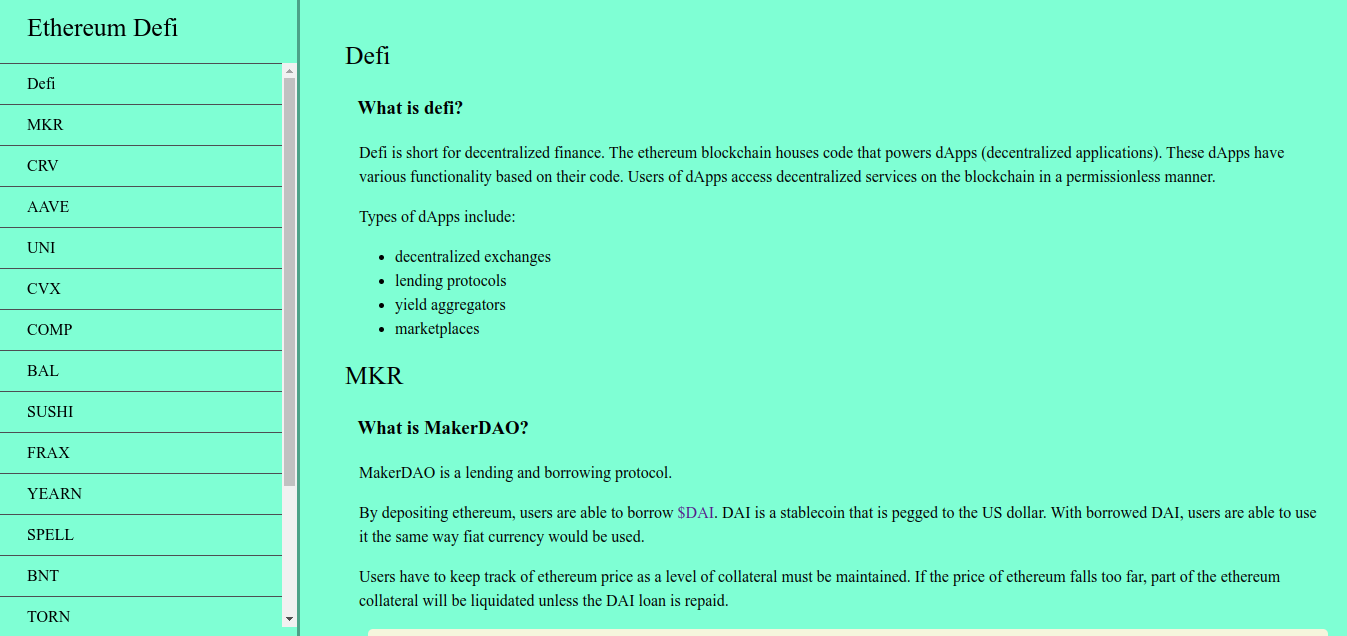 Ethereum Defi
Defi
MKR
CRV
AAVE
UNI
CVX
COMP
BAL
SUSHI
FRAX
YEARN
SPELL
BNT
TORN
Defi
What is defi?
Defi is short for decentralized finance. The ethereum blockchain houses code that powers dApps (decentralized applications). These dApps have
various functionality based on their code. Users of dApps access decentralized services on the blockchain in a permissionless manner.
Types of dApps include:
• decentralized exchanges
• lending protocols
• yield aggregators
• marketplaces
MKR
What is MakerDAO?
MakerDAO is a lending and borrowing protocol.
By depositing ethereum, users are able to borrow $DAI. DAI is a stablecoin that is pegged to the US dollar. With borrowed DAI, users are able to use
it the same way fiat currency would be used.
Users have to keep track of ethereum price as a level of collateral must be maintained. If the price of ethereum falls too far, part of the ethereum
collateral will be liquidated unless the DAI loan is repaid.